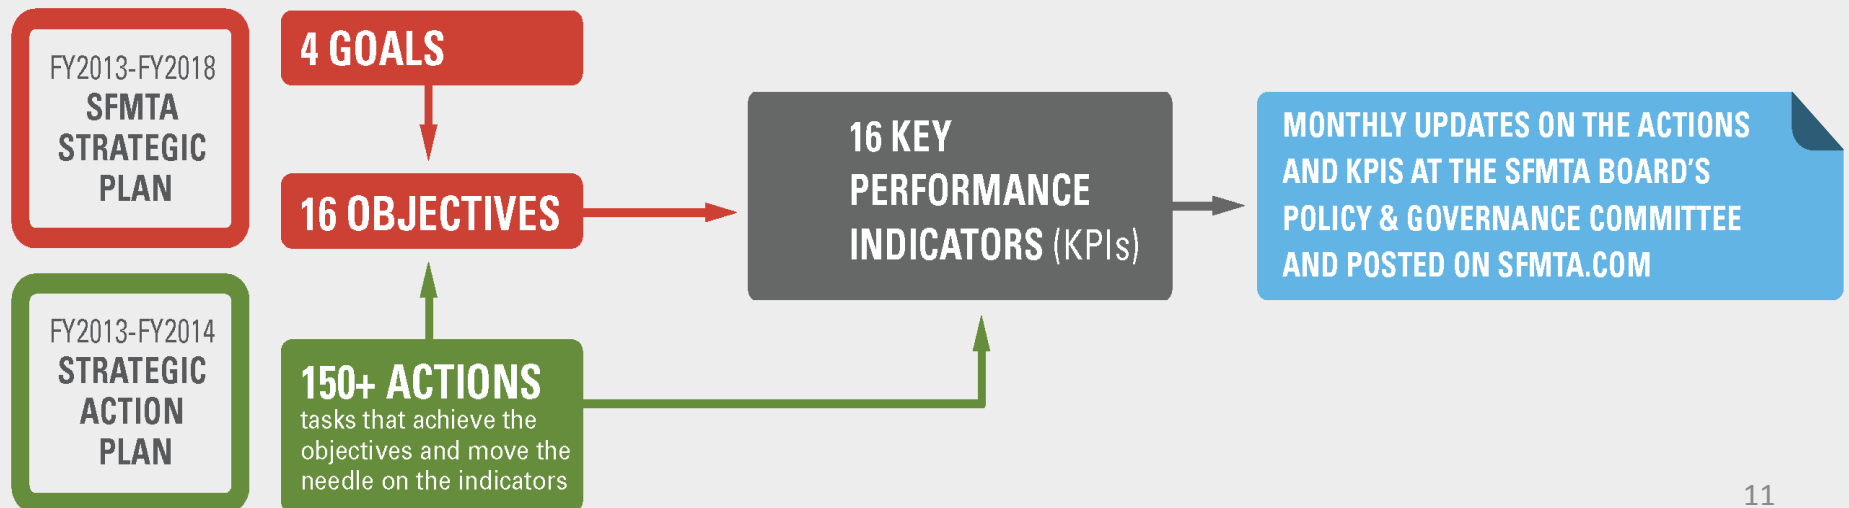 FY2013-FY2018
SFMTA
STRATEGIC
PLAN
4 GOALS
16 OBJECTIVES
FY2013-FY2014
STRATEGIC
ACTION
PLAN
150+ ACTIONS
tasks that achieve the
objectives and move the
needle on the indicators
16 KEY
PERFORMANCE
INDICATORS (KPIs)
MONTHLY UPDATES ON THE ACTIONS
AND KPIS AT THE SFMTA BOARD'S
POLICY & GOVERNANCE COMMITTEE
AND POSTED ON SFMTA.COM
11